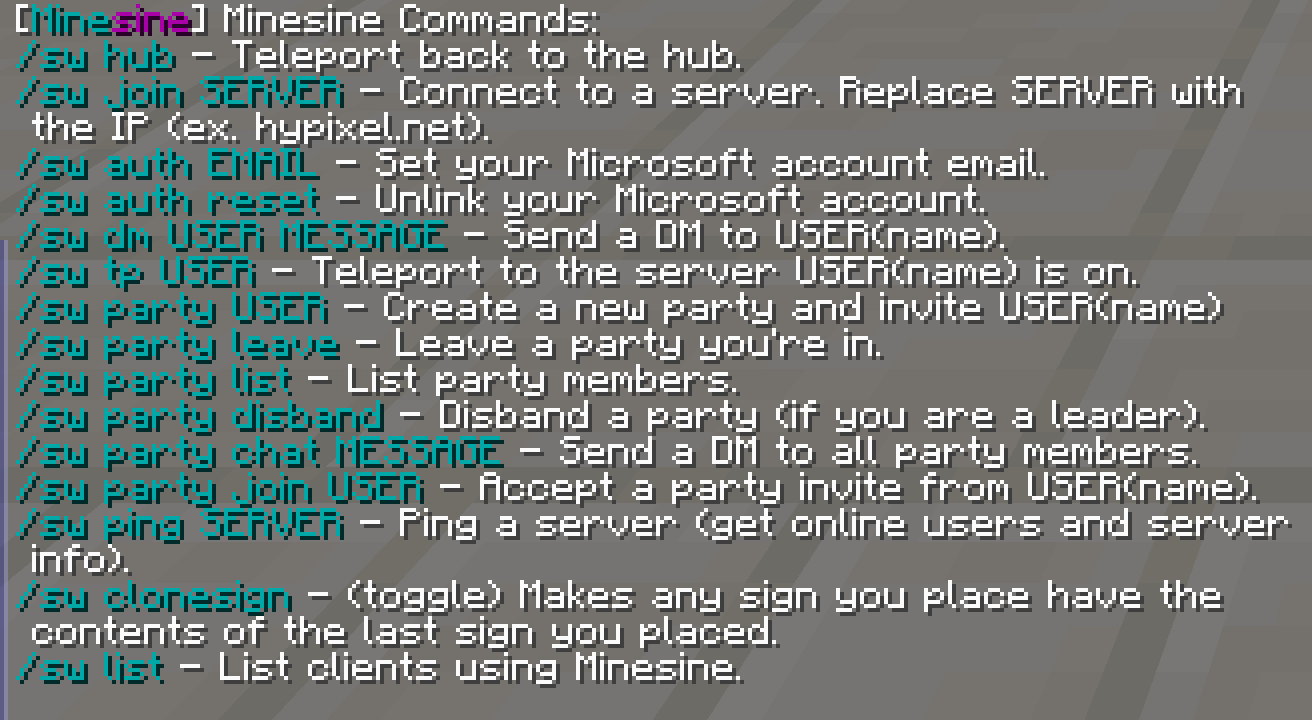 [Minesine] Minesine Commands:
/sw hub – Teleport back to the hub.
/sw join SERVER – Connect to a server. Replace SERVER with
the IP (ex. hypixel.net).
/sw auth EMAIL – Set your Microsoft account email.
/sw auth reset – Unlink your Microsoft account.
/sw dm USER MESSAGE – Send a DM to USER(name).
/sw tp USER – Teleport to the server USER(name) is on.
/sw party USER – Create a new party and invite USER(name)
/sw party leave – Leave a party you're in.
/sw party list – List party members.
/sw party disband – Disband a party (if you are a leader).
/sw party chat MESSAGE – Send a DM to all party members.
/sw party join USER – Accept a party invite from USER(name).
/sw ping SERVER – Ping a server (get online users and server
info).
/sw clonesign – (toggle) Makes any sign you place have the
contents of the last sign you placed.
/sw list – List clients using Minesine.